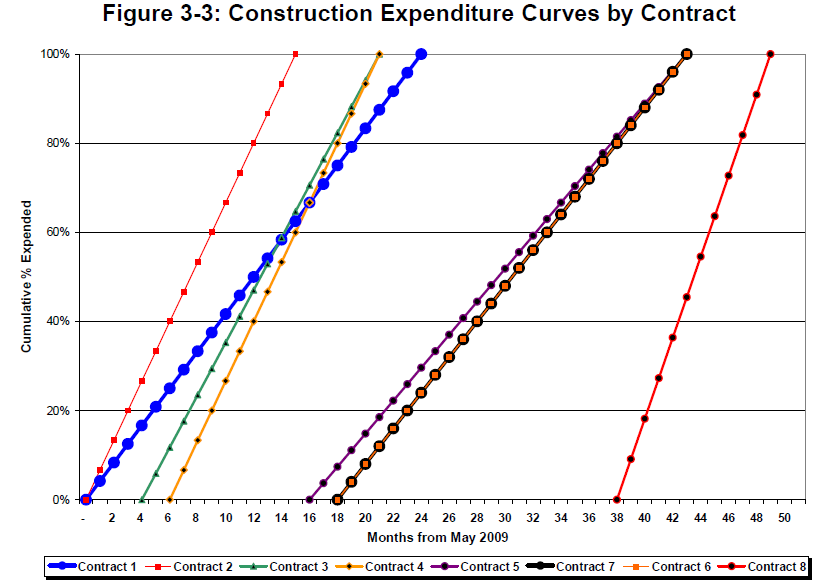 Figure 3-3: Construction Expenditure Curves by Contract
100%
80%
60%
40%
20%
0%
Cumulative % Expended
- 2 4 6 8 10 12 14 16 18 20 22 24 26 28 30 32 34 36 38 40 42 44 46 48 50
Months from May 2009
Contract 1 Contract 2 Contract 3 Contract 4 Contract 5 Contract 7 Contract 6 Contract 8